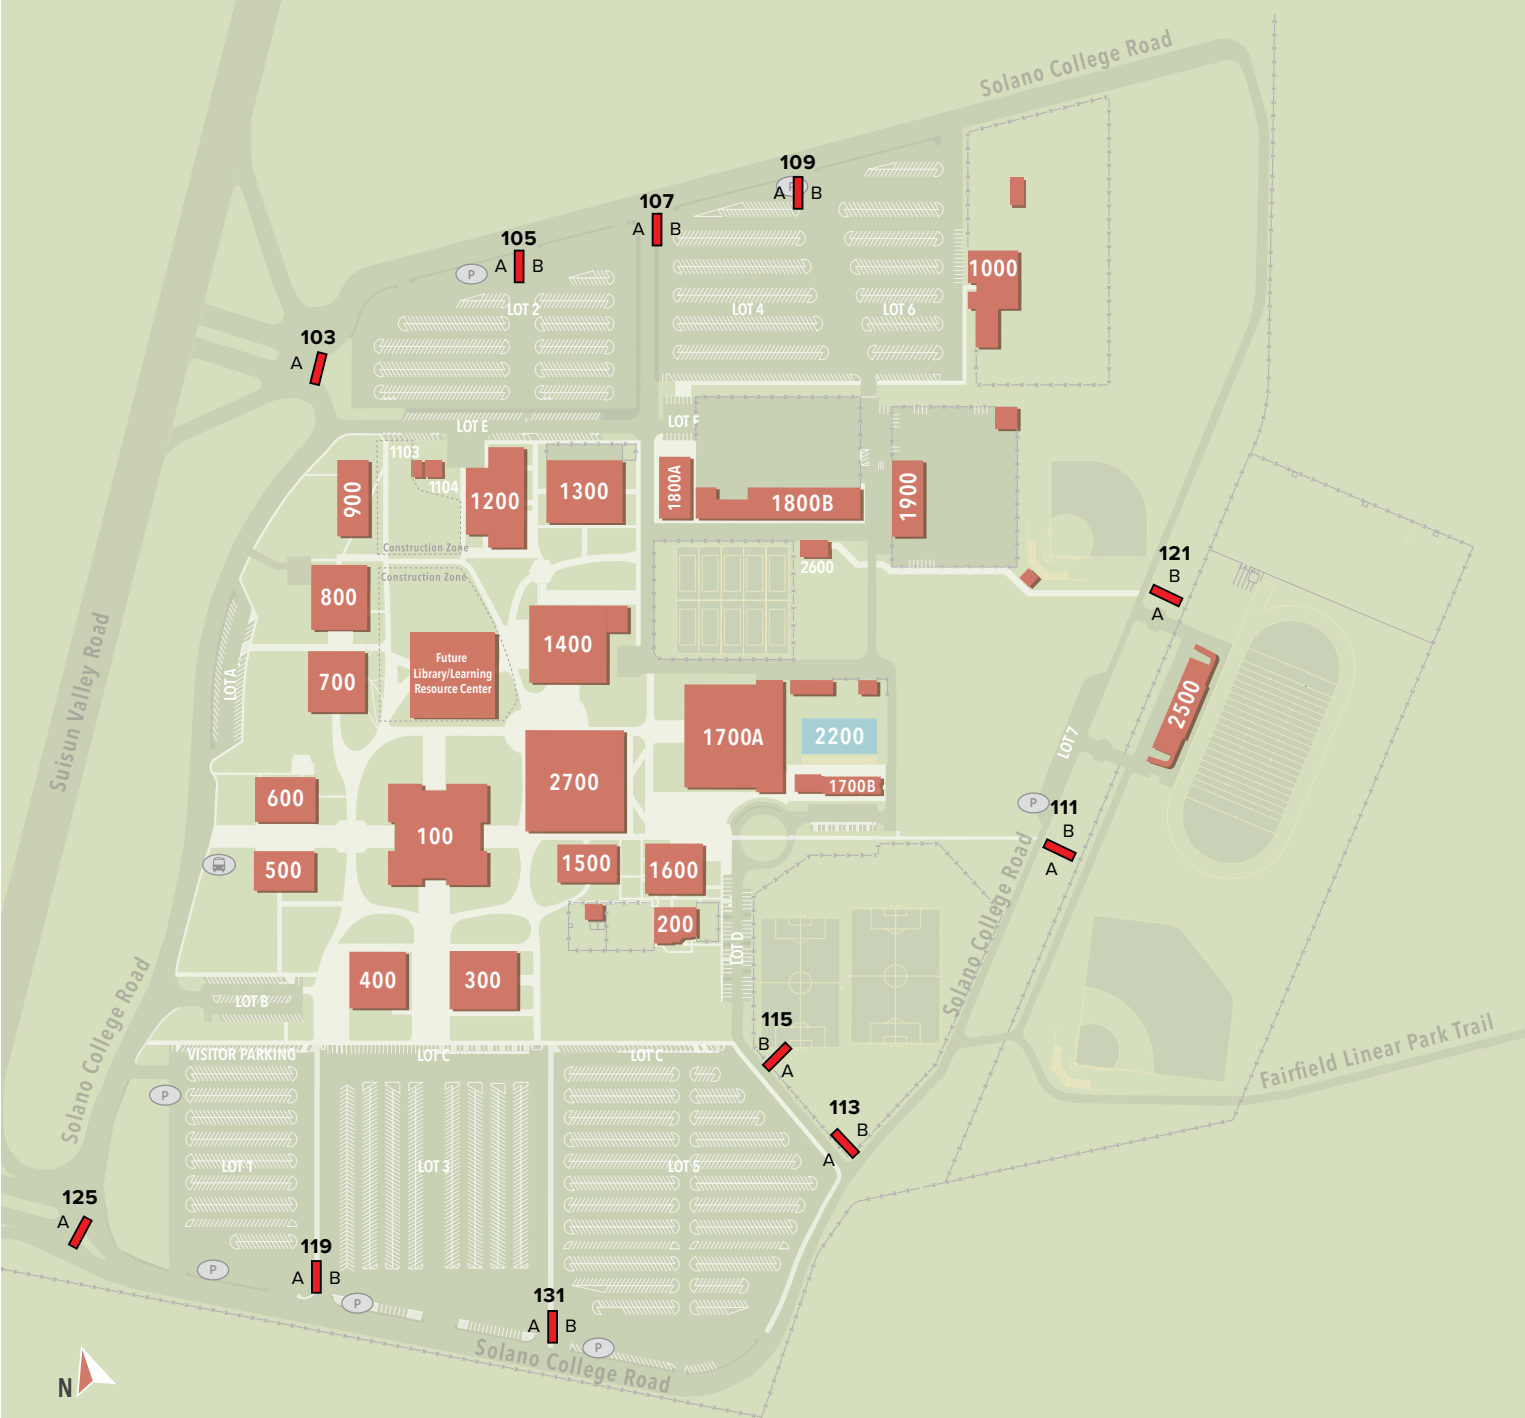 Solano College Road
109
A
P
B
107
A B
105
A B
P
103
A
1000
LOT 2
LOT 4
LOT 6
LOT E
LOT F
1103
1104
900
1200
1300
1800A
1800B
1900
Construction Zone
Construction Zone
2600
121
B
A
800
1400
700
Future
Library/Learning
Resource Center
LOT A
Suisun Valley Road
1700A
2200
2500
LOT 7
2700
1700B
600
100
P
111
B
A
500
1500
1600
200
LOT D
Solano College Road
400
300
LOT B
Solano College Road
115
B
A
VISITOR PARKING
LOT C
LOT C
Fairfield Linear Park Trail
P
113
B
A
LOT 1
LOT 3
LOT 5
125
A
119
A B
P
P
131
A B
P
Solano College Road
N